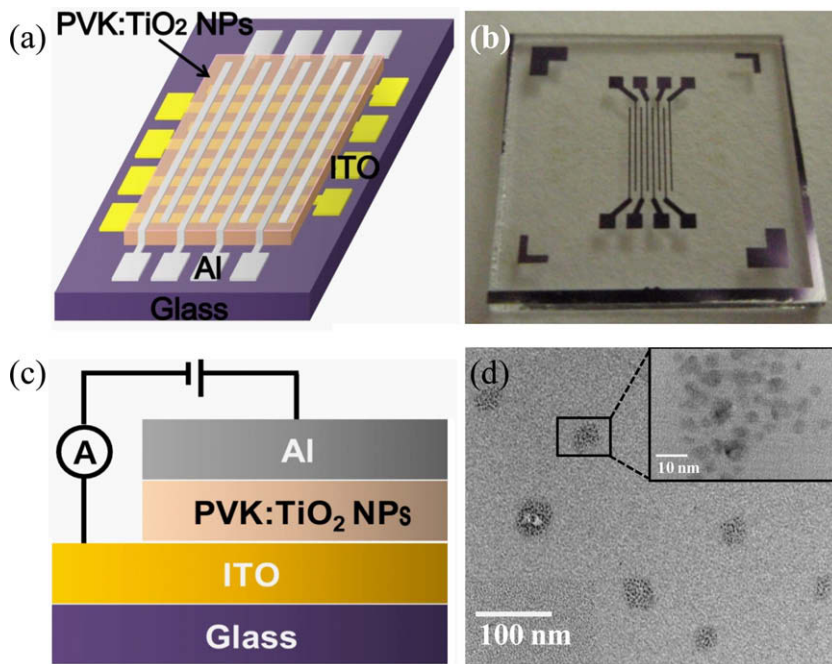 (a)
PVK:TiO₂ NPs
ITO
Al
Glass
(b)
(c)
A
Al
PVK:TiO₂ NPs
ITO
Glass
(d)
10 nm
100 nm